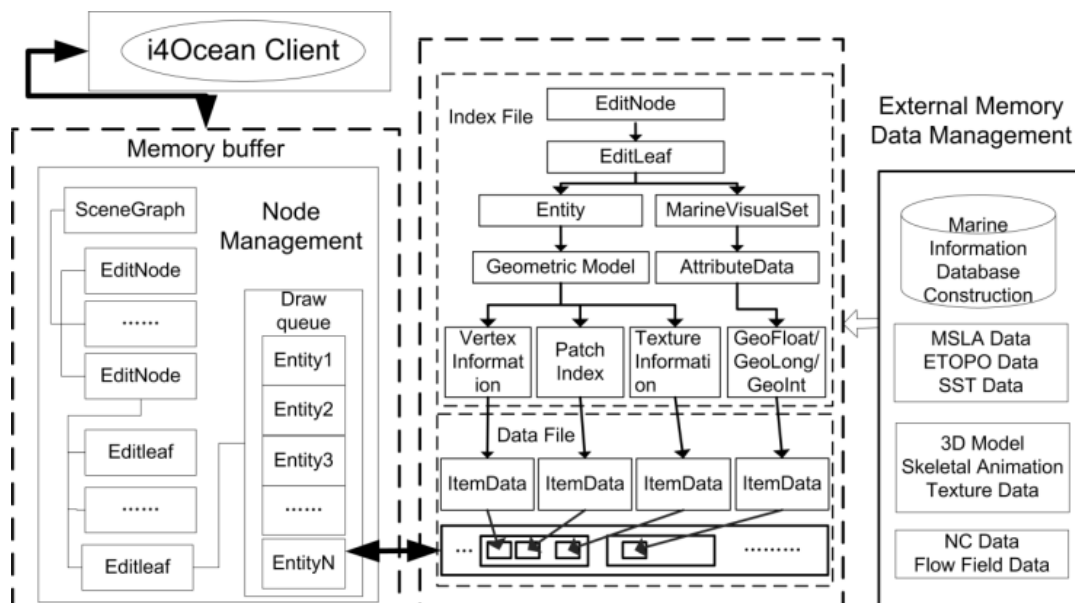 i4Ocean Client
Memory buffer
SceneGraph
Node
Management
EditNode
......
EditNode
Editleaf
......
Editleaf
Draw
queue
Entity1
Entity2
Entity3
......
EntityN
Index File
EditNode
EditLeaf
Entity
MarineVisualSet
Geometric Model
AttributeData
Vertex
Informat
ion
Patch
Index
Texture
Informati
on
GeoFloat/
GeoLong/
GeoInt
Data File
ItemData
ItemData
ItemData
ItemData
...
.........
External Memory
Data Management
Marine
Information
Database
Construction
MSLA Data
ETOPO Data
SST Data
3D Model
Skeletal Animation
Texture Data
NC Data
Flow Field Data